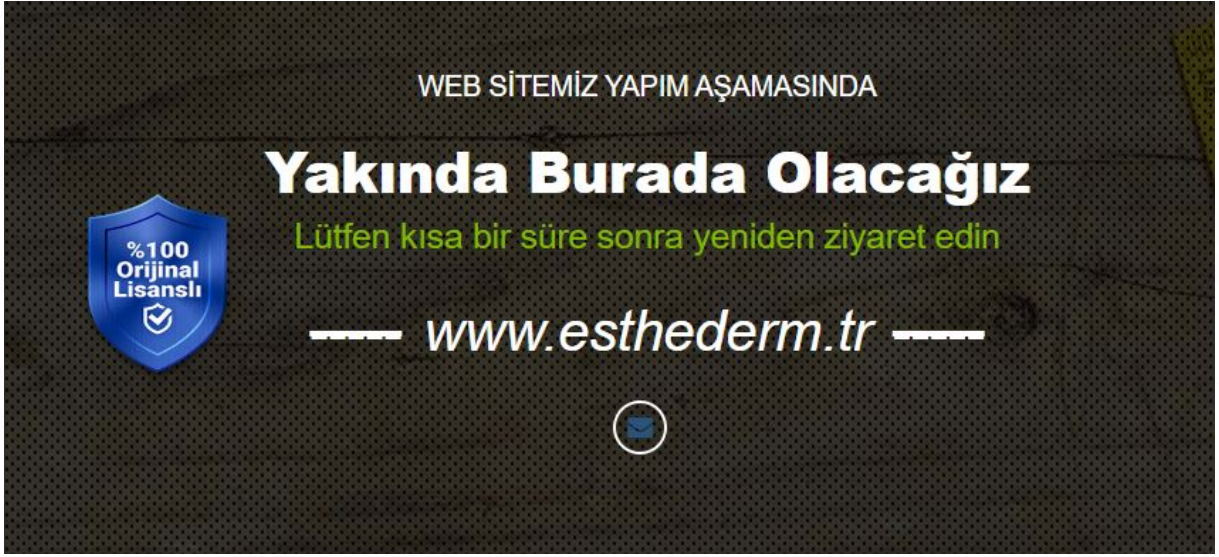 WEB SİTEMİZ YAPIM AŞAMASINDA
Yakında Burada Olacağız
Lütfen kısa bir süre sonra yeniden ziyaret edin
%100
Orijinal
Lisanslı
www.esthederm.tr